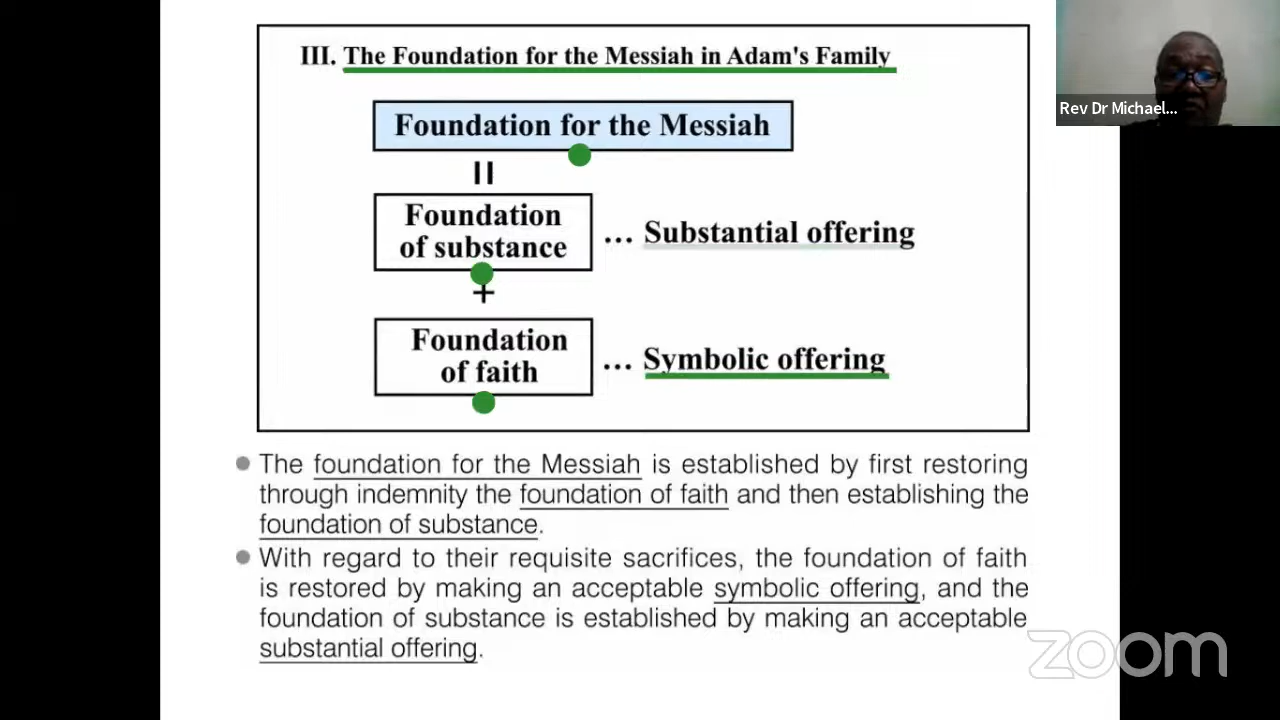 III. The Foundation for the Messiah in Adam's Family
Foundation for the Messiah
=
Foundation
of substance
... Substantial offering
+
Foundation
of faith
... Symbolic offering
Rev Dr Michael...
● The foundation for the Messiah is established by first restoring
through indemnity the foundation of faith and then establishing the
foundation of substance.
● With regard to their requisite sacrifices, the foundation of faith
is restored by making an acceptable symbolic offering, and the
foundation of substance is established by making an acceptable
substantial offering.
zoom